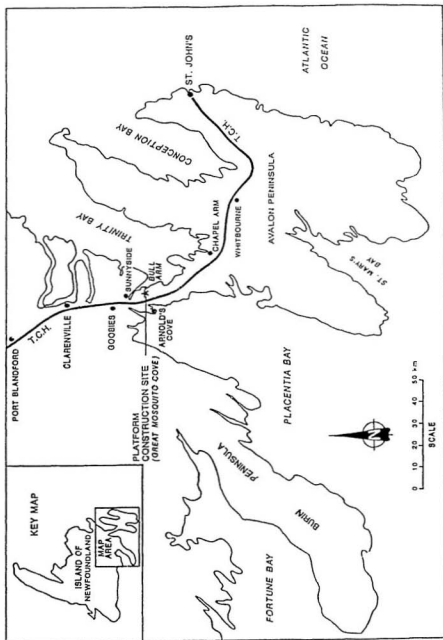 KEY MAP
ISLAND OF
NEWFOUNDLAND
MAP
AREA
PORT BLANDFORD
T.C.H.
CLARENVILLE
GOOBIES
SUNNYSIDE
BULL
ARM
ARNOLD'S
COVE
PLATFORM
CONSTRUCTION SITE
(GREAT MOSQUITO COVE)
TRINITY BAY
CHAPEL ARM
WHITBOURNE
CONCEPTION BAY
ST. JOHN'S
T.C.H.
AVALON PENINSULA
ATLANTIC
OCEAN
ST. MARY'S
BAY
PLACENTIA BAY
BURIN
PENINSULA
FORTUNE BAY
N
0 10 20 30 40 50 km
SCALE